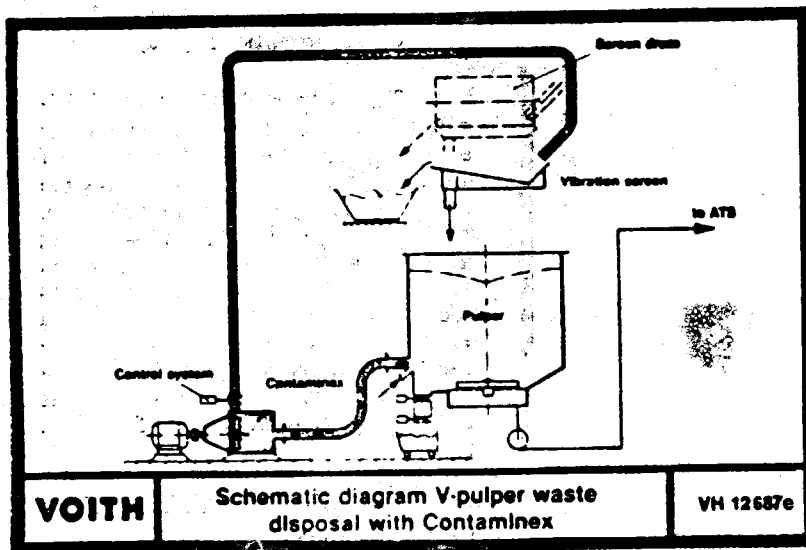 Screen drum
Vibration screen
to ATS
Pulper
Control system
Contaminex
VOITH
Schematic diagram V-pulper waste
disposal with Contaminex
VH 12687e